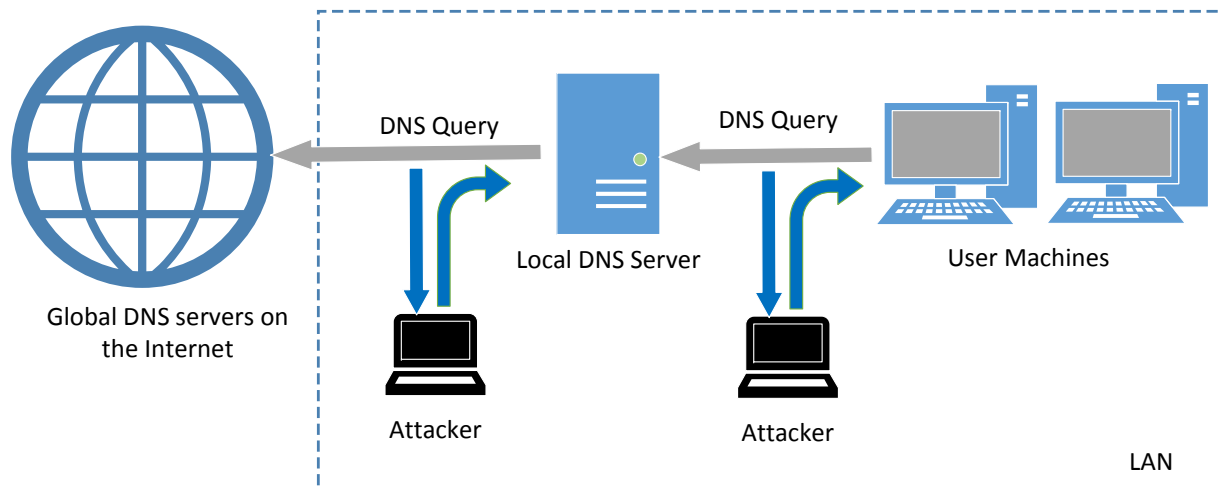 DNS Query
DNS Query
Local DNS Server
User Machines
Global DNS servers on
the Internet
Attacker
Attacker
LAN